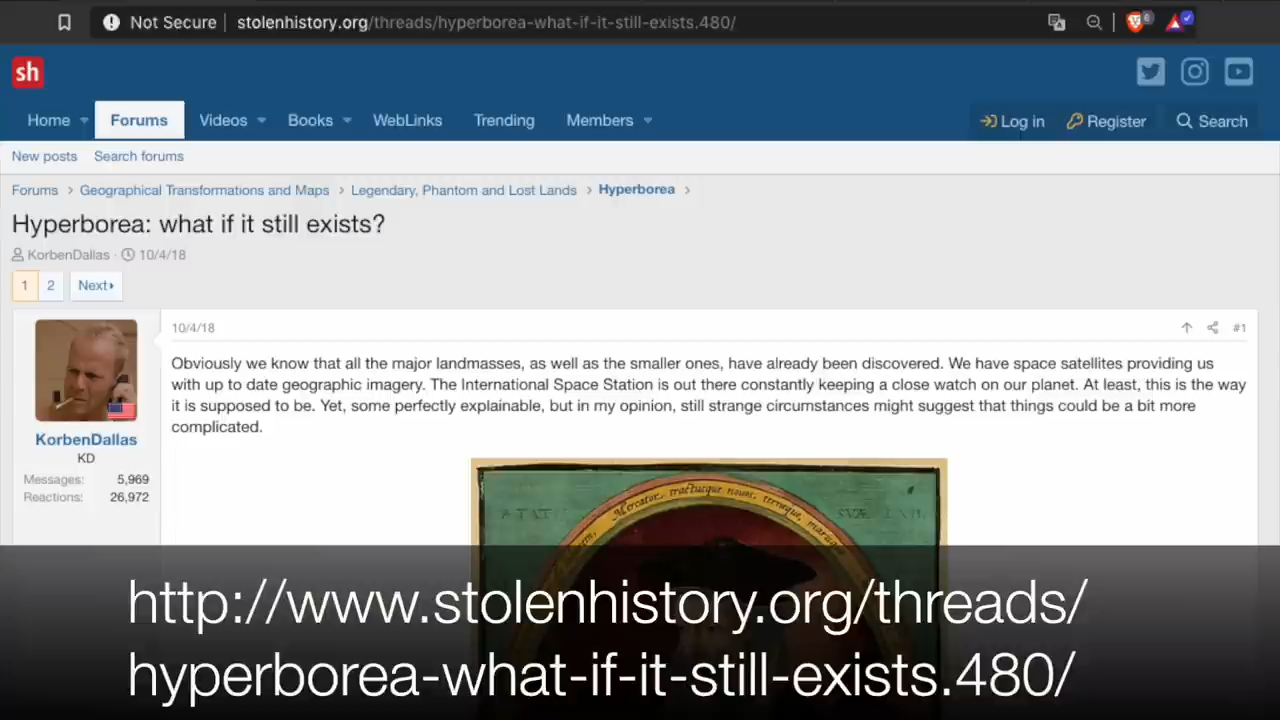 Not Secure stolenhistory.org/threads/hyperborea-what-if-it-still-exists.480/
sh
Home Forums Videos Books WebLinks Trending Members Log in Register Search
New posts Search forums
Forums Geographical Transformations and Maps Legendary, Phantom and Lost Lands Hyperborea
Hyperborea: what if it still exists?
KorbenDallas · 10/4/18
1 2 Next
10/4/18 #1
Obviously we know that all the major landmasses, as well as the smaller ones, have already been discovered. We have space satellites providing us
with up to date geographic imagery. The International Space Station is out there constantly keeping a close watch on our planet. At least, this is the way
it is supposed to be. Yet, some perfectly explainable, but in my opinion, still strange circumstances might suggest that things could be a bit more
complicated.
KorbenDallas
KD
Messages: 5,969
Reactions: 26,972
http://www.stolenhistory.org/threads/
hyperborea-what-if-it-still-exists.480/